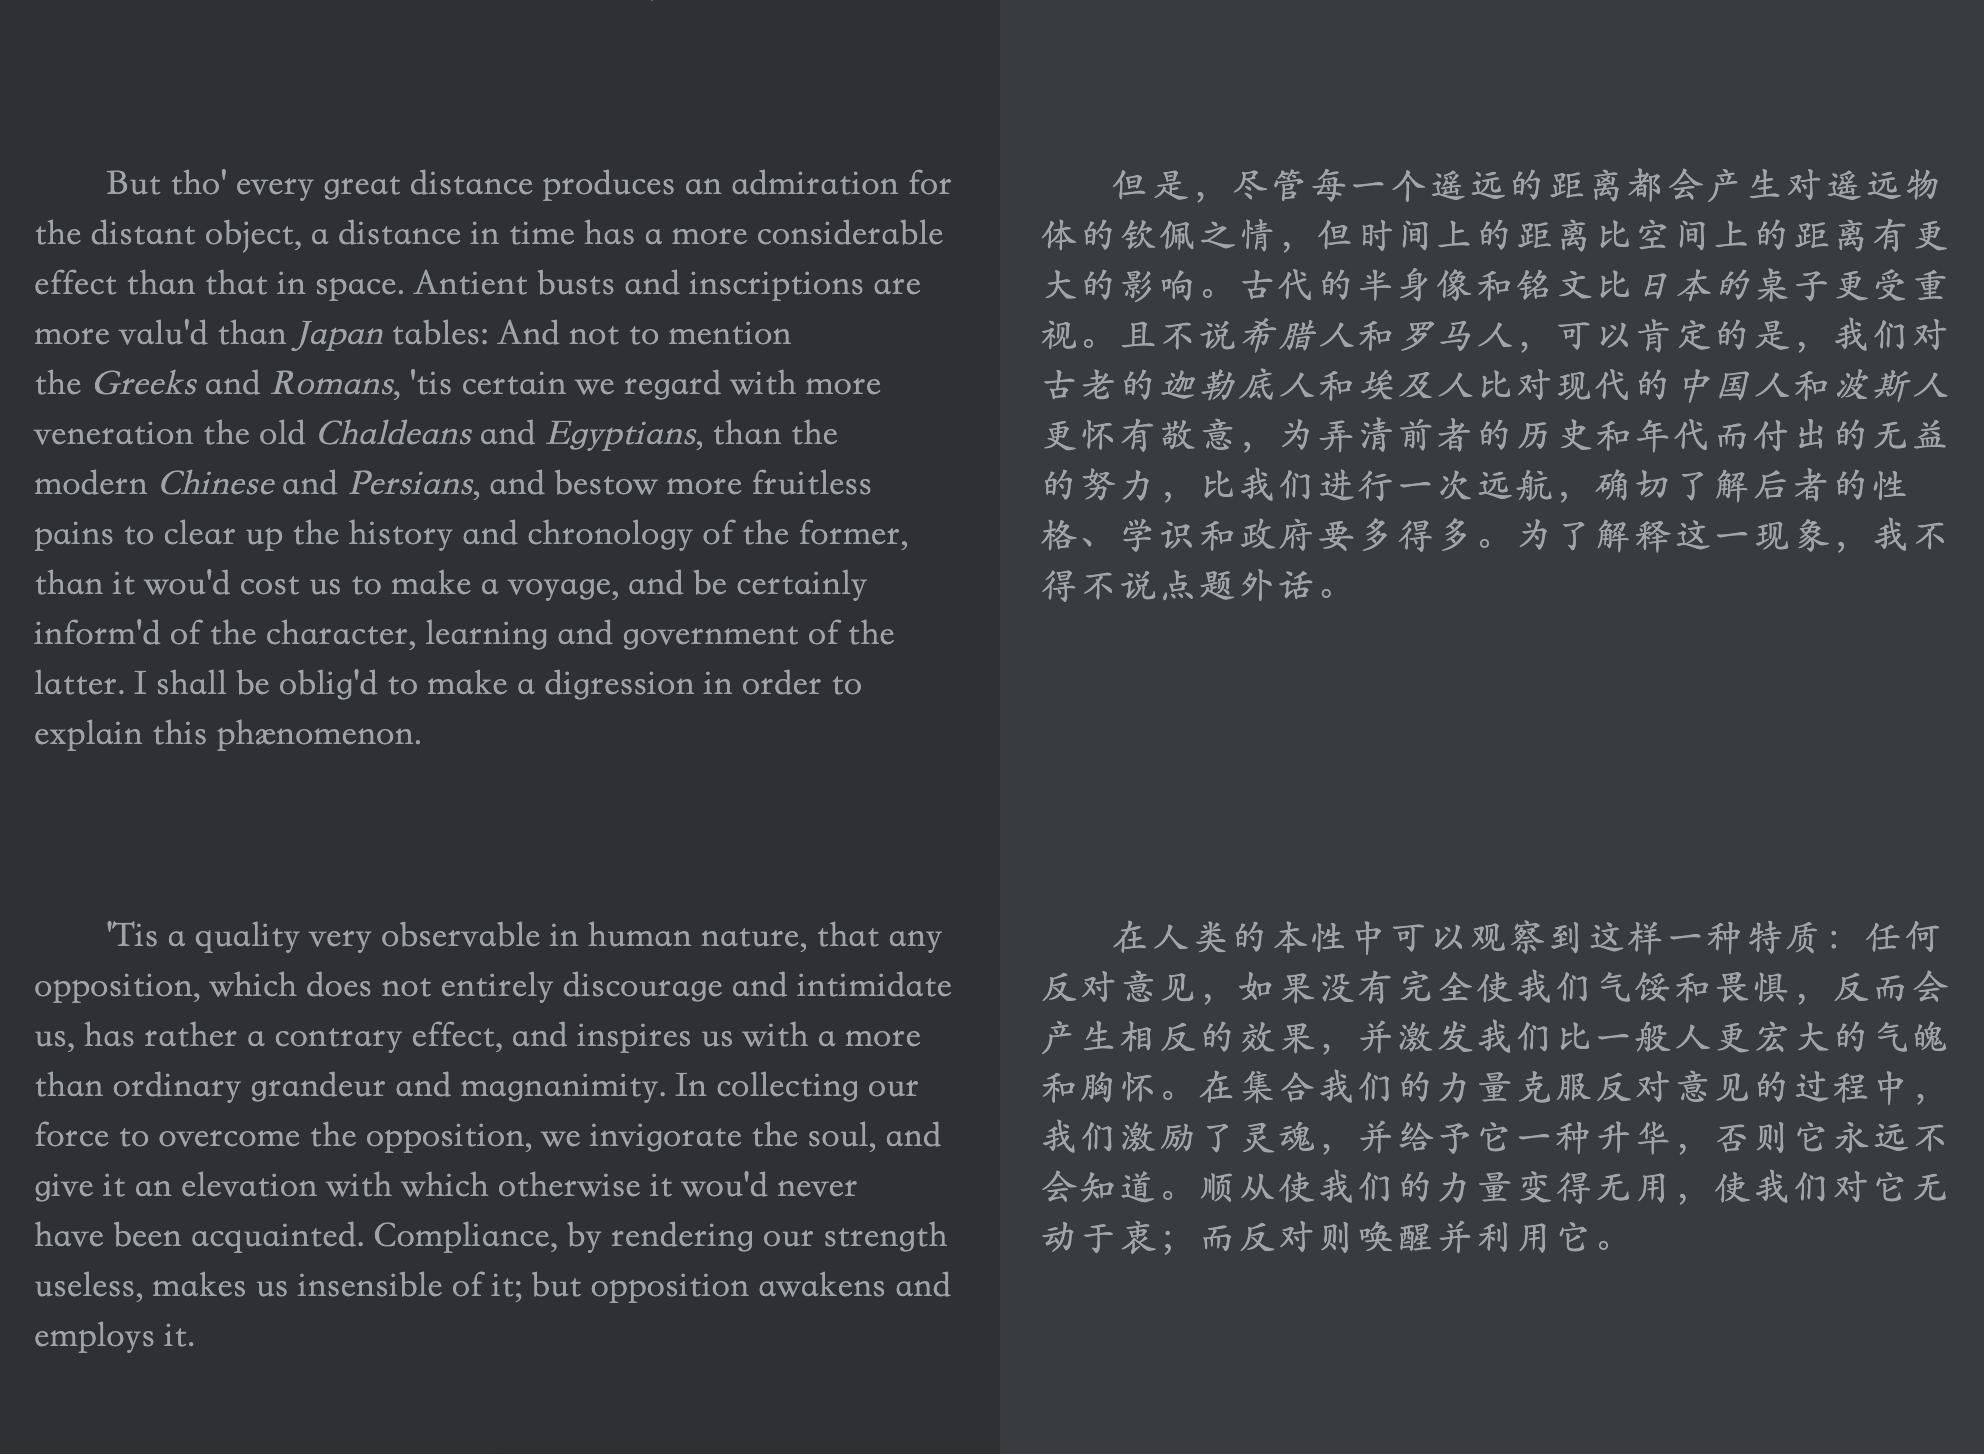 But tho' every great distance produces an admiration for
the distant object, a distance in time has a more considerable
effect than that in space. Antient busts and inscriptions are
more valu'd than Japan tables: And not to mention
the Greeks and Romans, 'tis certain we regard with more
veneration the old Chaldeans and Egyptians, than the
modern Chinese and Persians, and bestow more fruitless
pains to clear up the history and chronology of the former,
than it wou'd cost us to make a voyage, and be certainly
inform'd of the character, learning and government of the
latter. I shall be oblig'd to make a digression in order to
explain this phænomenon.
'Tis a quality very observable in human nature, that any
opposition, which does not entirely discourage and intimidate
us, has rather a contrary effect, and inspires us with a more
than ordinary grandeur and magnanimity. In collecting our
force to overcome the opposition, we invigorate the soul, and
give it an elevation with which otherwise it wou'd never
have been acquainted. Compliance, by rendering our strength
useless, makes us insensible of it; but opposition awakens and
employs it.
但是，尽管每一个遥远的距离都会产生对遥远物
体的钦佩之情，但时间上的距离比空间上的距离有更
大的影响。古代的半身像和铭文比日本的桌子更受重
视。且不说希腊人和罗马人，可以肯定的是，我们对
古老的迦勒底人和埃及人比对现代的中国人和波斯人
更怀有敬意，为弄清前者的历史和年代而付出的无益
的努力，比我们进行一次远航，确切了解后者的性
格、学识和政府要多得多。为了解释这一现象，我不
得不说点题外话。
在人类的本性中可以观察到这样一种特质：任何
反对意见，如果没有完全使我们气馁和畏惧，反而会
产生相反的效果，并激发我们比一般人更宏大的气魄
和胸怀。在集合我们的力量克服反对意见的过程中，
我们激励了灵魂，并给予它一种升华，否则它永远不
会知道。顺从使我们的力量变得无用，使我们对它无
动于衷；而反对则唤醒并利用它。